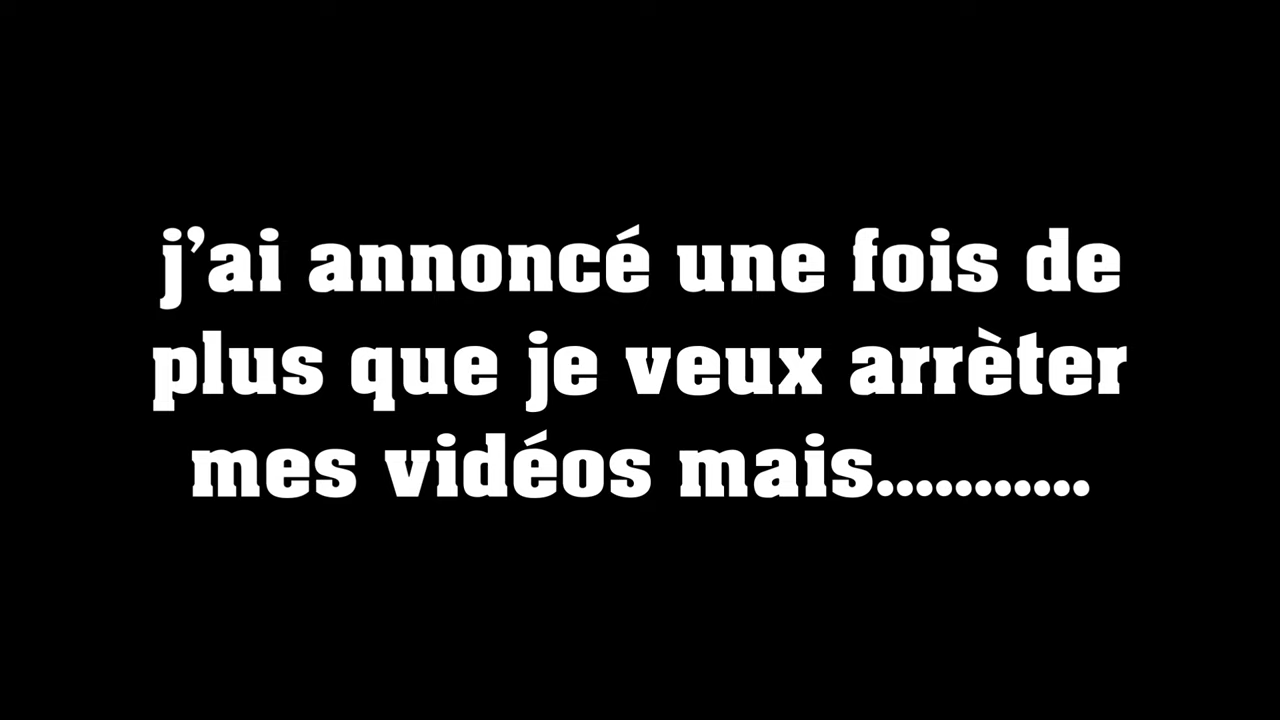 j'ai annoncé une fois de
plus que je veux arrèter
mes vidéos mais...........